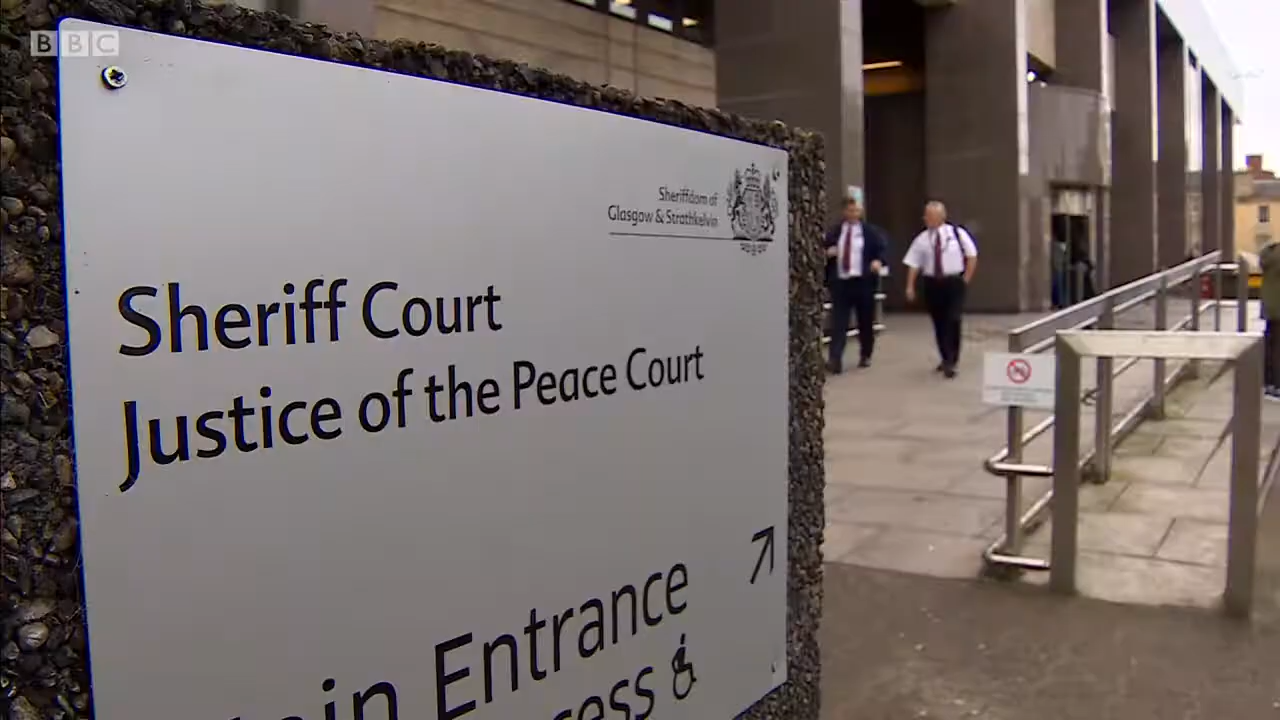 BBC
Sheriffdom of
Glasgow & Strathkelvin
Sheriff Court
Justice of the Peace Court
Entrance